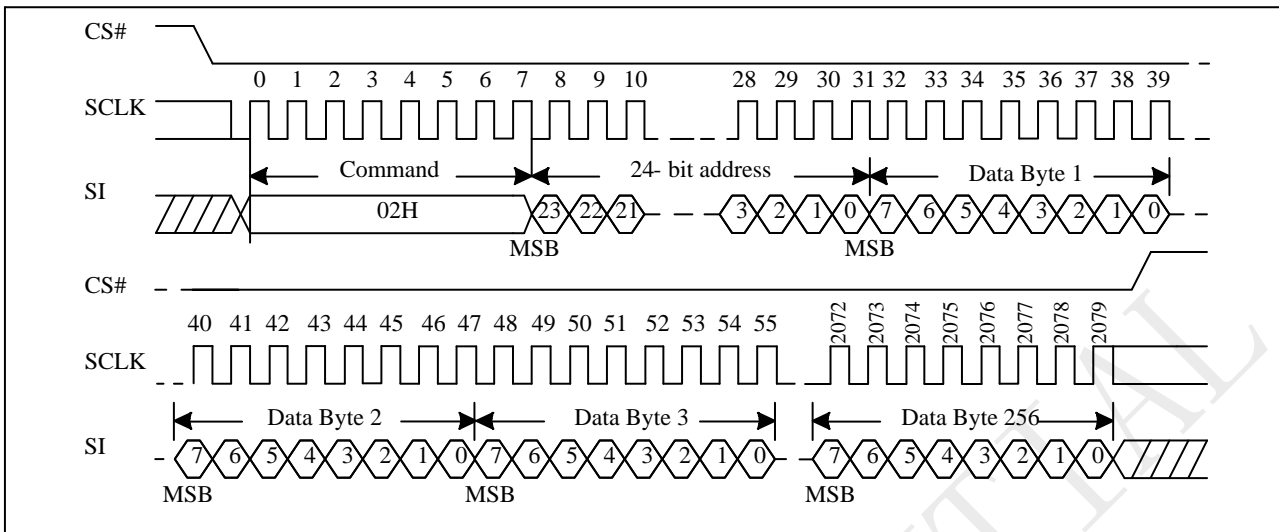 CS#
0 1 2 3 4 5 6 7 8 9 10 28 29 30 31 32 33 34 35 36 37 38 39
SCLK
Command 24- bit address Data Byte 1
SI
02H 23 22 21 3 2 1 0 7 6 5 4 3 2 1 0
MSB MSB
CS#
40 41 42 43 44 45 46 47 48 49 50 51 52 53 54 55 2072 2073 2074 2075 2076 2077 2078 2079
SCLK
Data Byte 2 Data Byte 3 Data Byte 256
SI
7 6 5 4 3 2 1 0 7 6 5 4 3 2 1 0 7 6 5 4 3 2 1 0
MSB MSB MSB